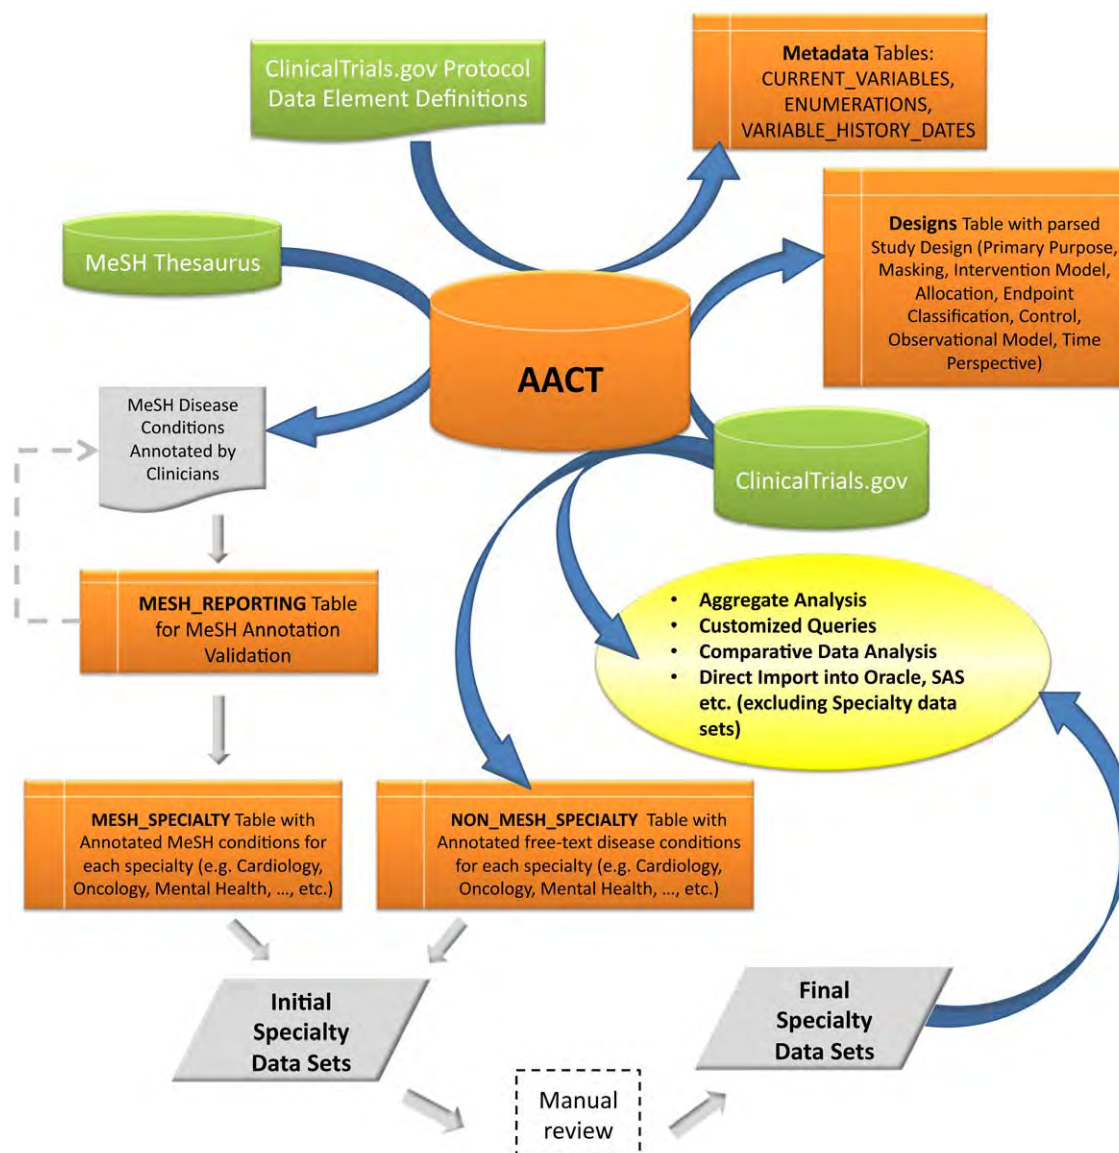 ClinicalTrials.gov Protocol
Data Element Definitions
Metadata Tables:
CURRENT_VARIABLES,
ENUMERATIONS,
VARIABLE_HISTORY_DATES
MeSH Thesaurus
Designs Table with parsed
Study Design (Primary Purpose,
Masking, Intervention Model,
Allocation, Endpoint
Classification, Control,
Observational Model, Time
Perspective)
AACT
MeSH Disease
Conditions
Annotated by
Clinicians
ClinicalTrials.gov
MESH_REPORTING Table
for MeSH Annotation
Validation
• Aggregate Analysis
• Customized Queries
• Comparative Data Analysis
• Direct Import into Oracle, SAS
etc. (excluding Specialty data
sets)
MESH_SPECIALTY Table with
Annotated MeSH conditions for
each specialty (e.g. Cardiology,
Oncology, Mental Health, ..., etc.)
NON_MESH_SPECIALTY Table with
Annotated free-text disease conditions
for each specialty (e.g. Cardiology,
Oncology, Mental Health, ..., etc.)
Initial
Specialty
Data Sets
Final
Specialty
Data Sets
Manual
review